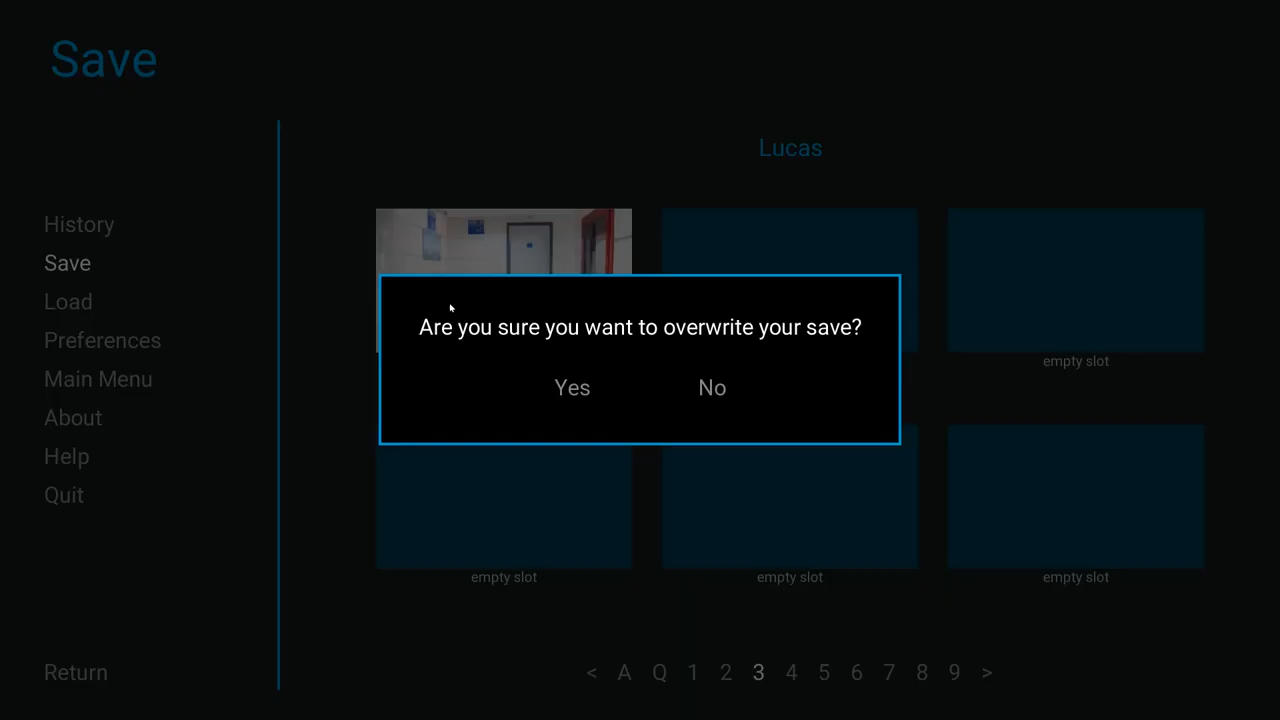 Save
Lucas
History
Save
Load
Preferences
Main Menu
About
Help
Quit
Return
Are you sure you want to overwrite your save?
Yes No
empty slot
empty slot empty slot empty slot
< A Q 1 2 3 4 5 6 7 8 9 >